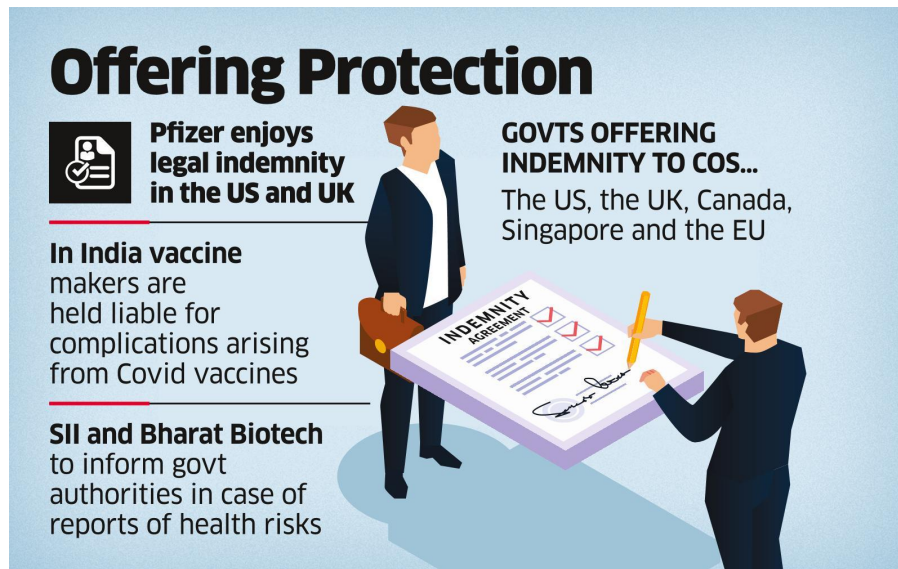 Offering Protection
Pfizer enjoys
legal indemnity
in the US and UK
In India vaccine
makers are
held liable for
complications arising
from Covid vaccines
SII and Bharat Biotech
to inform govt
authorities in case of
reports of health risks
GOVTS OFFERING
INDEMNITY TO COS...
The US, the UK, Canada,
Singapore and the EU
INDEMNITY
AGREEMENT